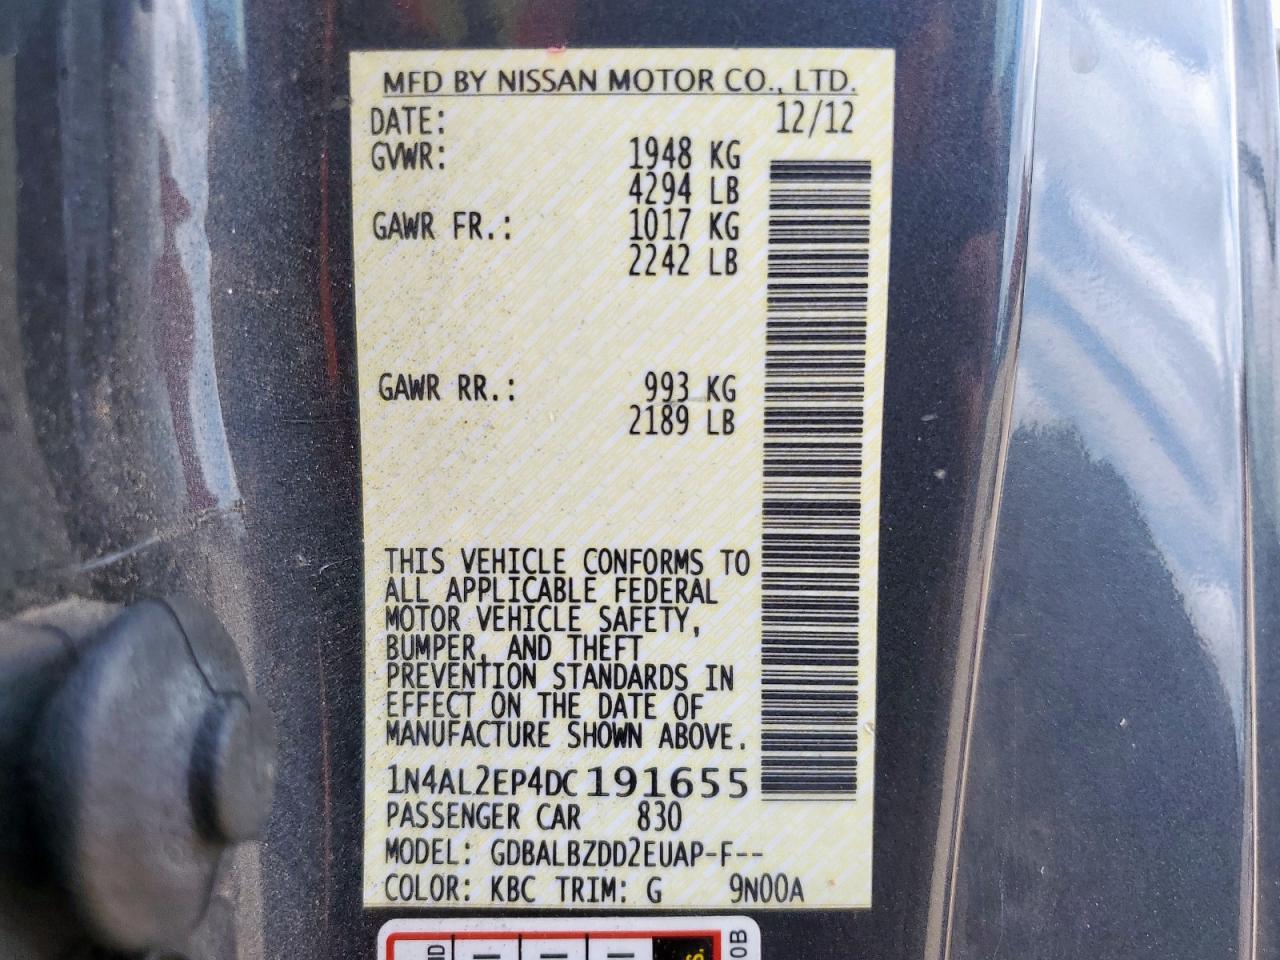 MFD BY NISSAN MOTOR CO., LTD.
DATE: 12/12
GVWR: 1948 KG
4294 LB
GAWR FR.: 1017 KG
2242 LB
GAWR RR.: 993 KG
2189 LB
THIS VEHICLE CONFORMS TO
ALL APPLICABLE FEDERAL
MOTOR VEHICLE SAFETY,
BUMPER, AND THEFT
PREVENTION STANDARDS IN
EFFECT ON THE DATE OF
MANUFACTURE SHOWN ABOVE.
1N4AL2EP4DC191655
PASSENGER CAR 830
MODEL: GDBALBZDD2EUAP-F--
COLOR: KBC TRIM: G 9N00A